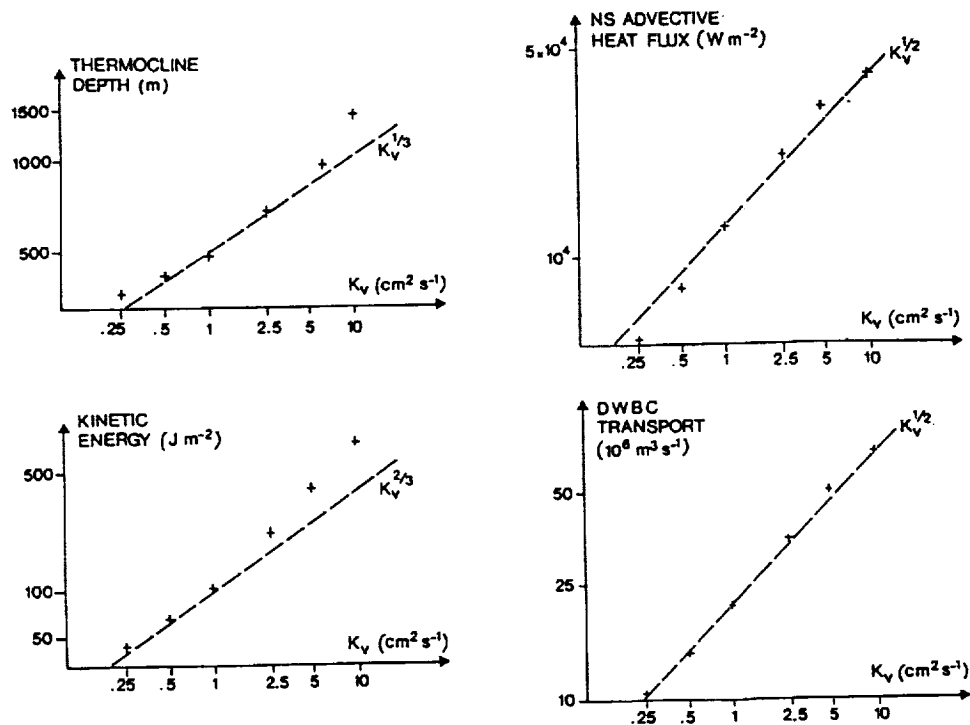 THERMOCLINE
DEPTH (m)
1500
1000
500
K_v^{1/3}
K_v (cm² s⁻¹)
.25 .5 1 2.5 5 10
NS ADVECTIVE
HEAT FLUX (W m⁻²)
5×10⁴
10⁴
K_v^{1/2}
K_v (cm² s⁻¹)
.25 .5 1 2.5 5 10
KINETIC
ENERGY (J m⁻²)
500
100
50
K_v^{2/3}
K_v (cm² s⁻¹)
.25 .5 1 2.5 5 10
DWBC
TRANSPORT
(10⁶ m³ s⁻¹)
50
25
10
K_v^{1/2}
K_v (cm² s⁻¹)
.25 .5 1 2.5 5 10